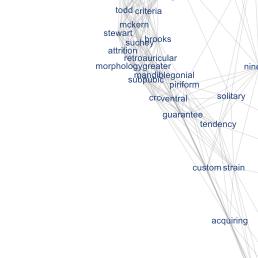 todd criteria
mckern
stewart
brooks
suchey
attrition
retroauricular
morphology greater
nine
mandible gonial
subpubic
piriform
crc ventral
solitary
guarantee
tendency
custom strain
acquiring